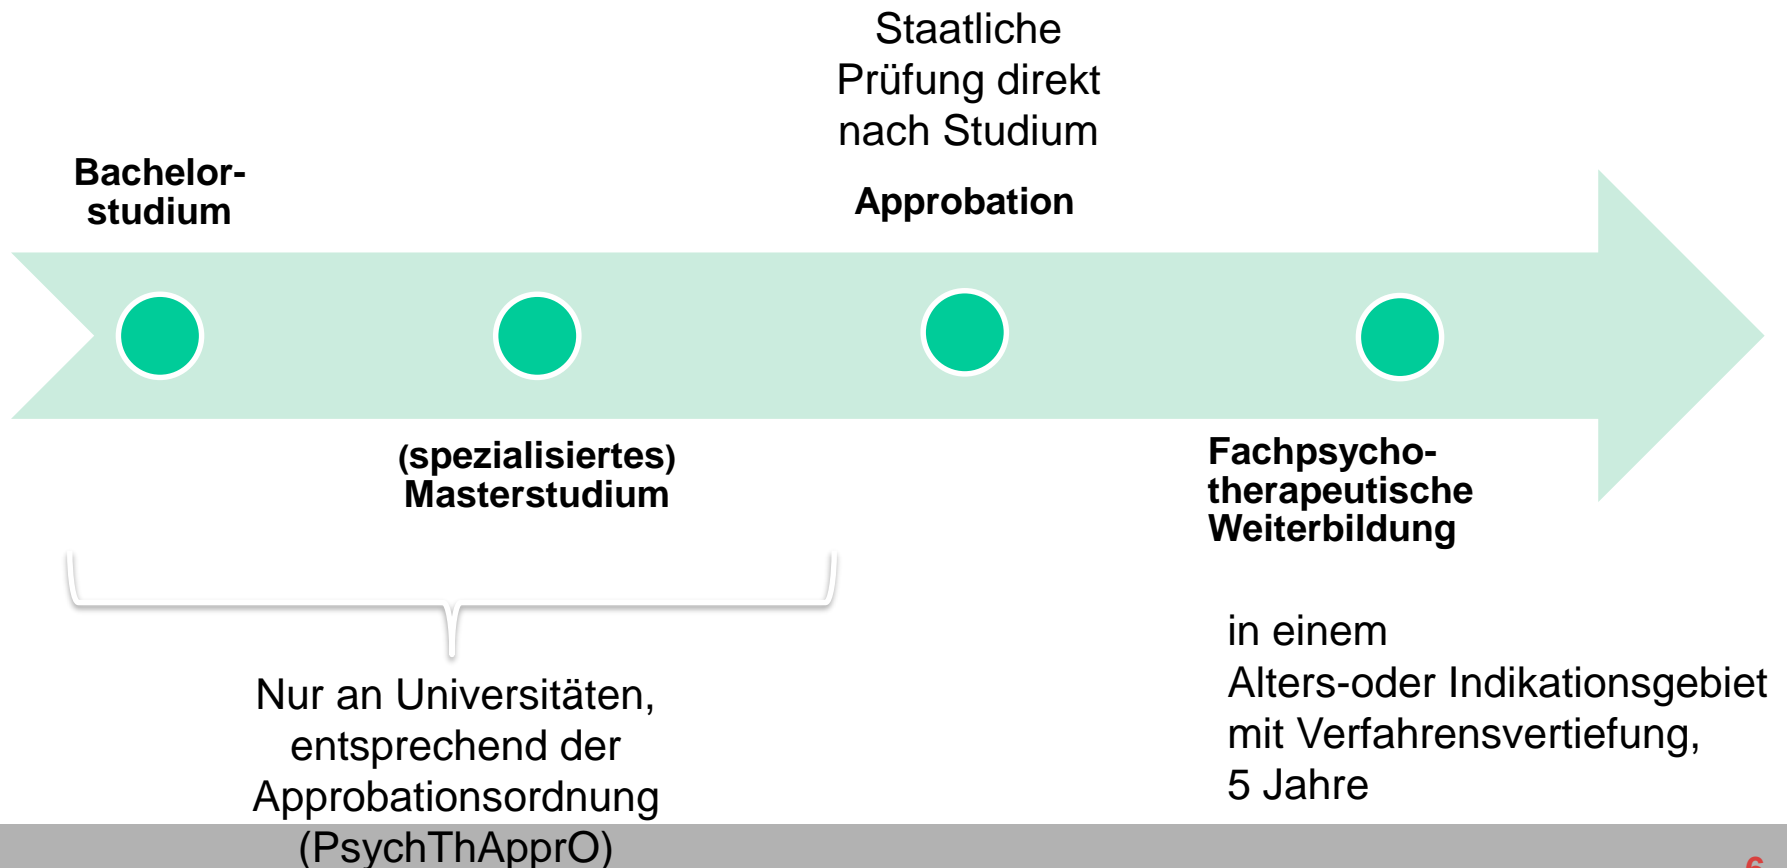 Staatliche
Prüfung direkt
nach Studium
Bachelor-
studium
Approbation
(spezialisiertes)
Masterstudium
Fachpsycho-
therapeutische
Weiterbildung
Nur an Universitäten,
entsprechend der
Approbationsordnung
(PsychThApprO)
in einem
Alters-oder Indikationsgebiet
mit Verfahrensvertiefung,
5 Jahre
6